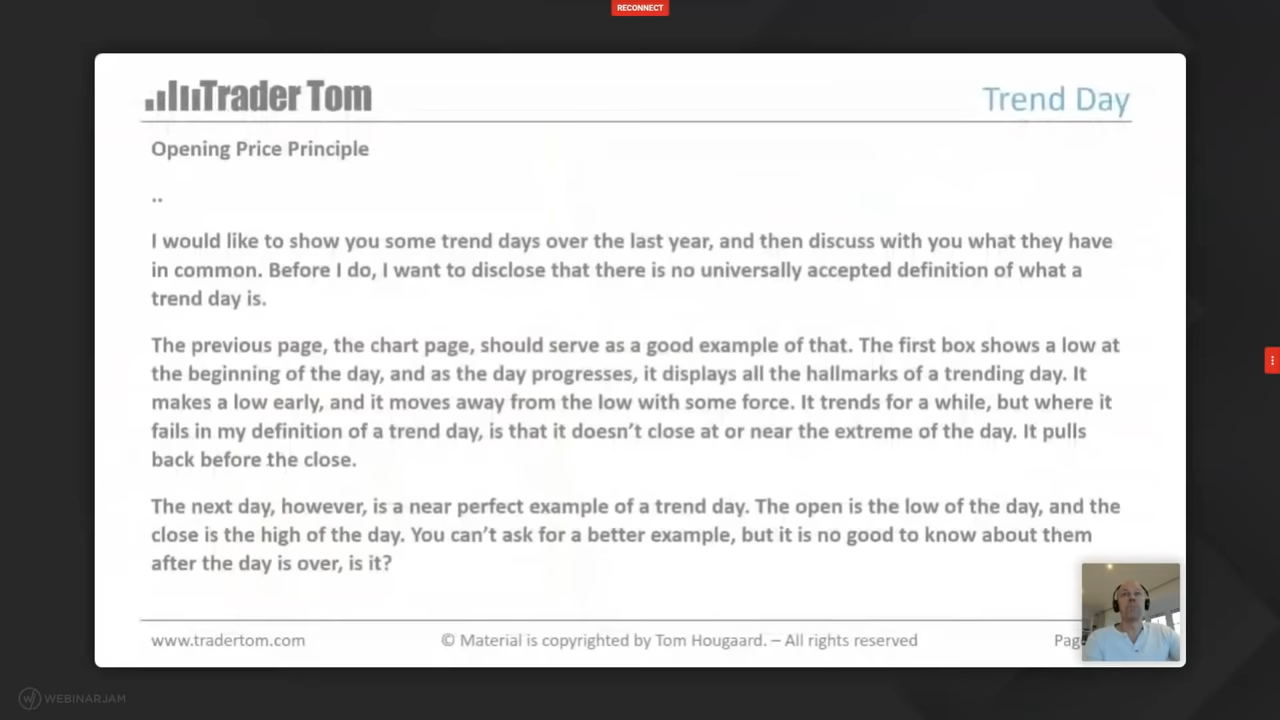 RECONNECT
Trader Tom
Trend Day
Opening Price Principle
..
I would like to show you some trend days over the last year, and then discuss with you what they have
in common. Before I do, I want to disclose that there is no universally accepted definition of what a
trend day is.
The previous page, the chart page, should serve as a good example of that. The first box shows a low at
the beginning of the day, and as the day progresses, it displays all the hallmarks of a trending day. It
makes a low early, and it moves away from the low with some force. It trends for a while, but where it
fails in my definition of a trend day, is that it doesn't close at or near the extreme of the day. It pulls
back before the close.
The next day, however, is a near perfect example of a trend day. The open is the low of the day, and the
close is the high of the day. You can't ask for a better example, but it is no good to know about them
after the day is over, is it?
www.tradertom.com
© Material is copyrighted by Tom Hougaard. – All rights reserved
WEBINARJAM